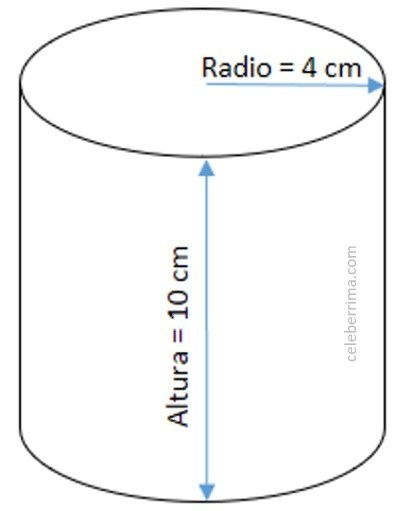 Radio = 4 cm
Altura = 10 cm
celeberrima.com